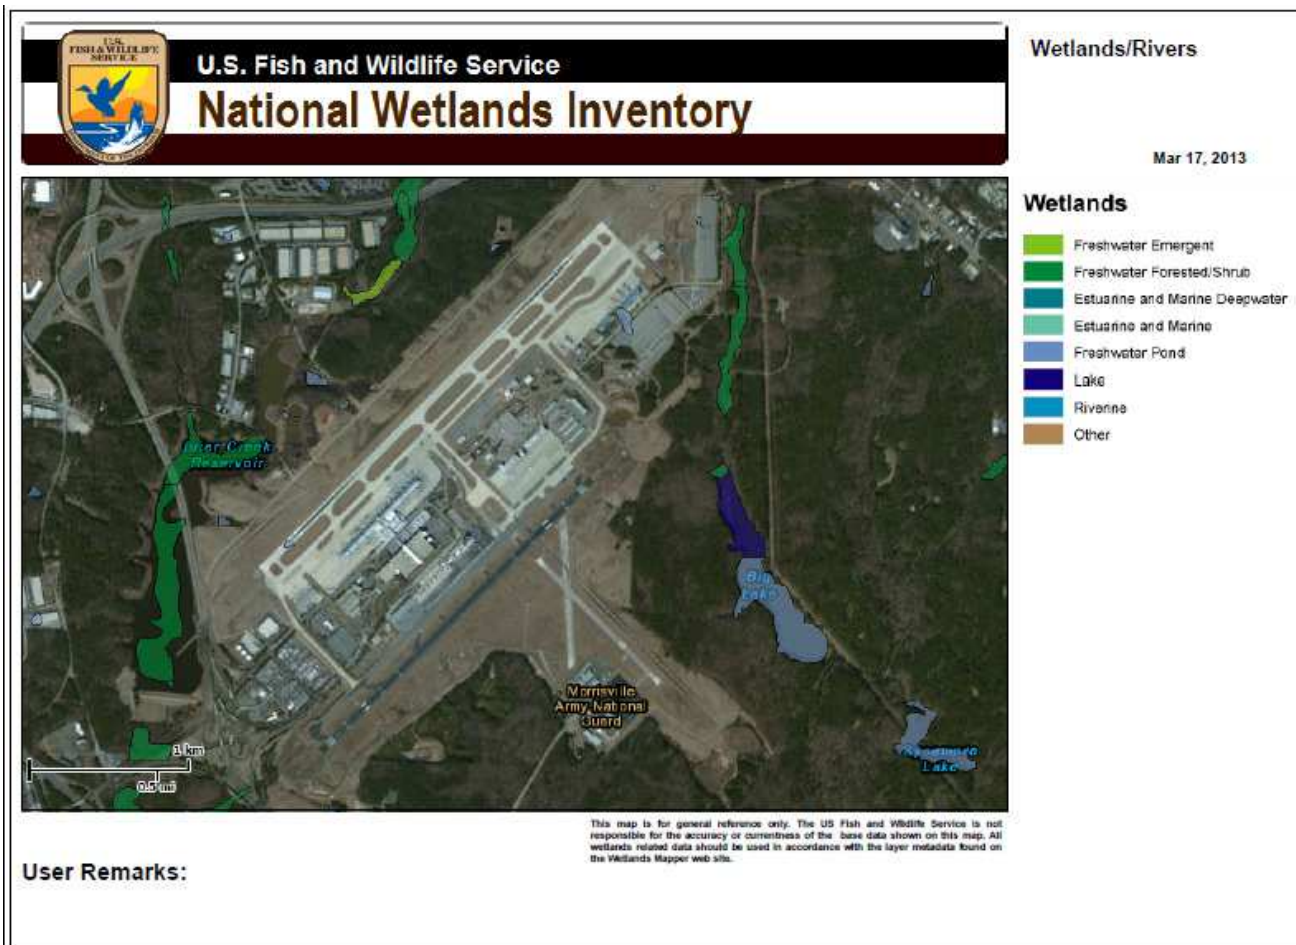 U.S.
FISH & WILDLIFE
SERVICE
U.S. Fish and Wildlife Service
National Wetlands Inventory
Wetlands/Rivers
Mar 17, 2013
Wetlands
Freshwater Emergent
Freshwater Forested/Shrub
Estuarine and Marine Deepwater
Estuarine and Marine
Freshwater Pond
Lake
Riverine
Other
Creek
Reservoir
Big
Lake
Morrisville
Army National
Guard
Lake
1 km
0.5 mi
This map is for general reference only. The US Fish and Wildlife Service is not
responsible for the accuracy or currentness of the base data shown on this map. All
wetlands related data should be used in accordance with the layer metadata found on
the Wetlands Mapper web site.
User Remarks: